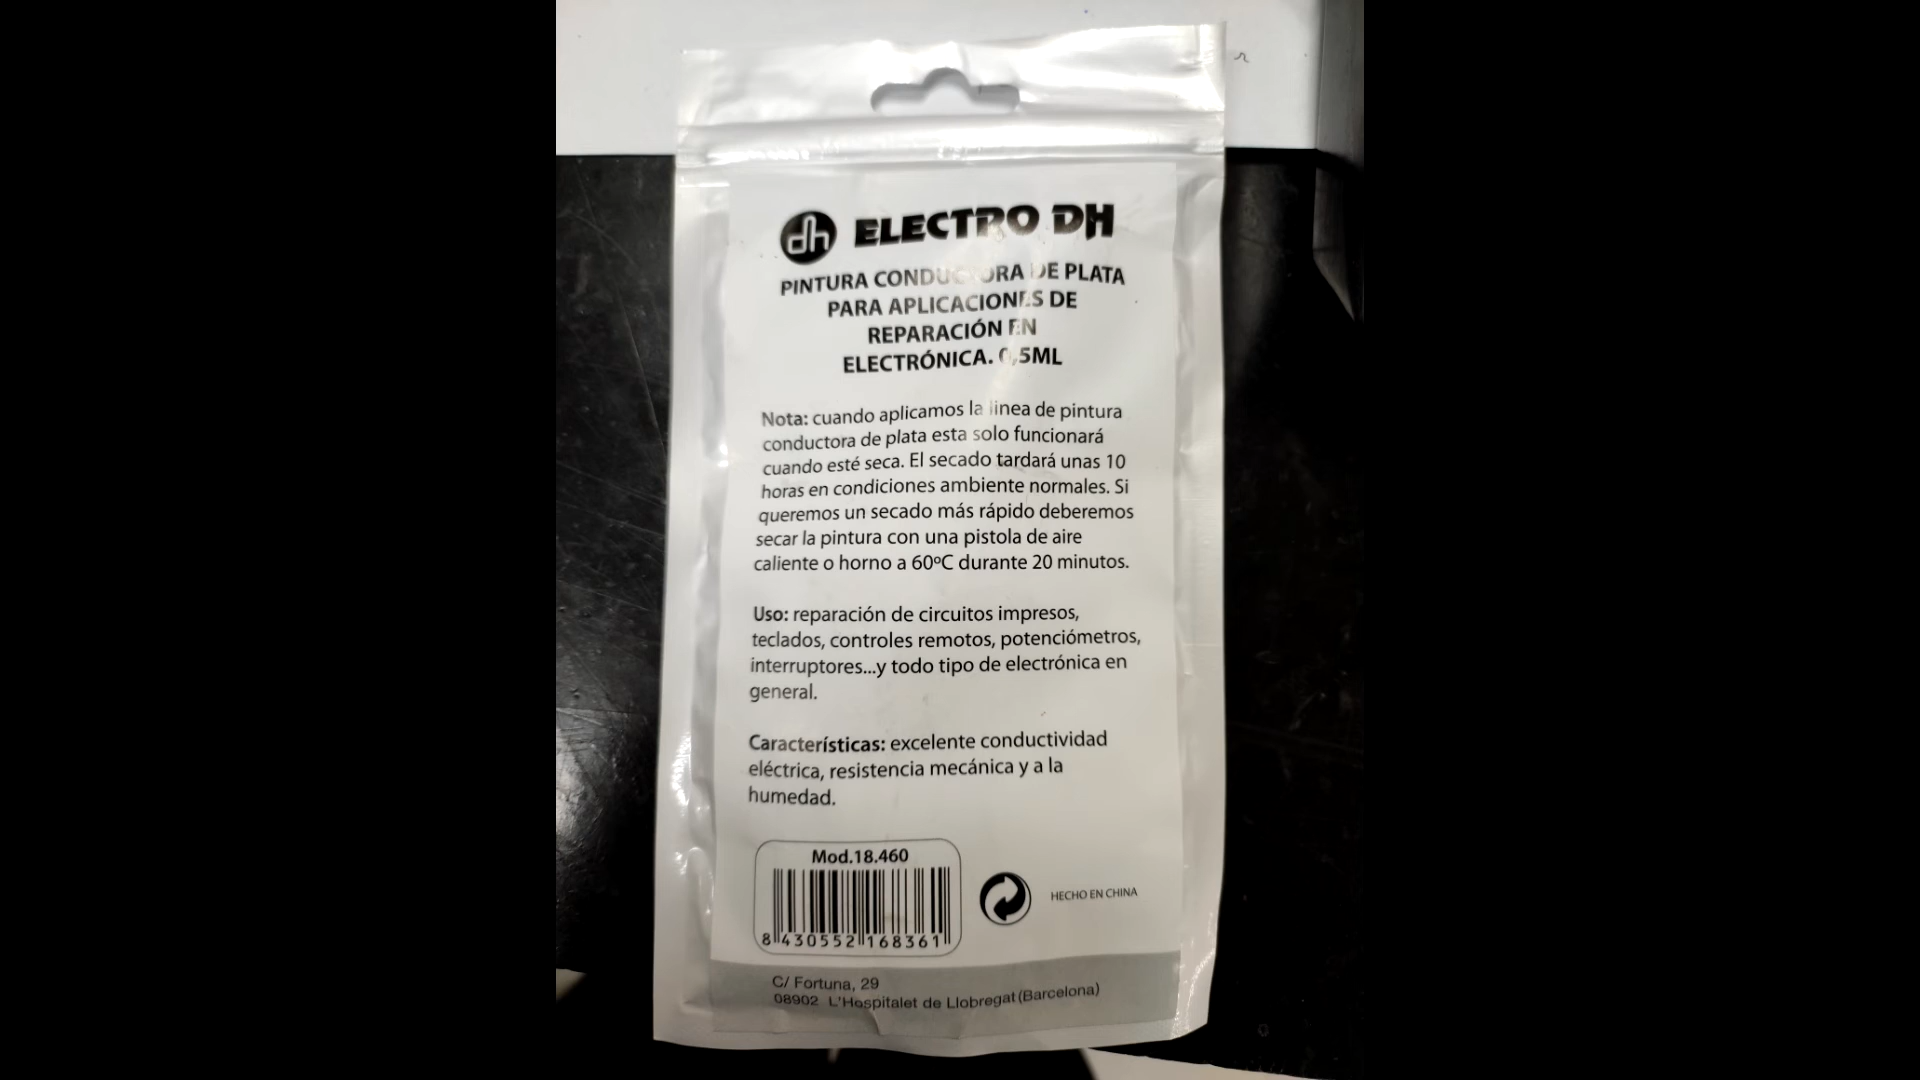 dh ELECTRO DH
PINTURA CONDUCTORA DE PLATA
PARA APLICACIONES DE
REPARACIÓN EN
ELECTRÓNICA. 0,5ML
Nota: cuando aplicamos la linea de pintura
conductora de plata esta solo funcionará
cuando esté seca. El secado tardará unas 10
horas en condiciones ambiente normales. Si
queremos un secado más rápido deberemos
secar la pintura con una pistola de aire
caliente o horno a 60ºC durante 20 minutos.
Uso: reparación de circuitos impresos,
teclados, controles remotos, potenciómetros,
interruptores...y todo tipo de electrónica en
general.
Características: excelente conductividad
eléctrica, resistencia mecánica y a la
humedad.
Mod.18.460
8 430552 168361
HECHO EN CHINA
C/ Fortuna, 29
08902 L'Hospitalet de Llobregat (Barcelona)